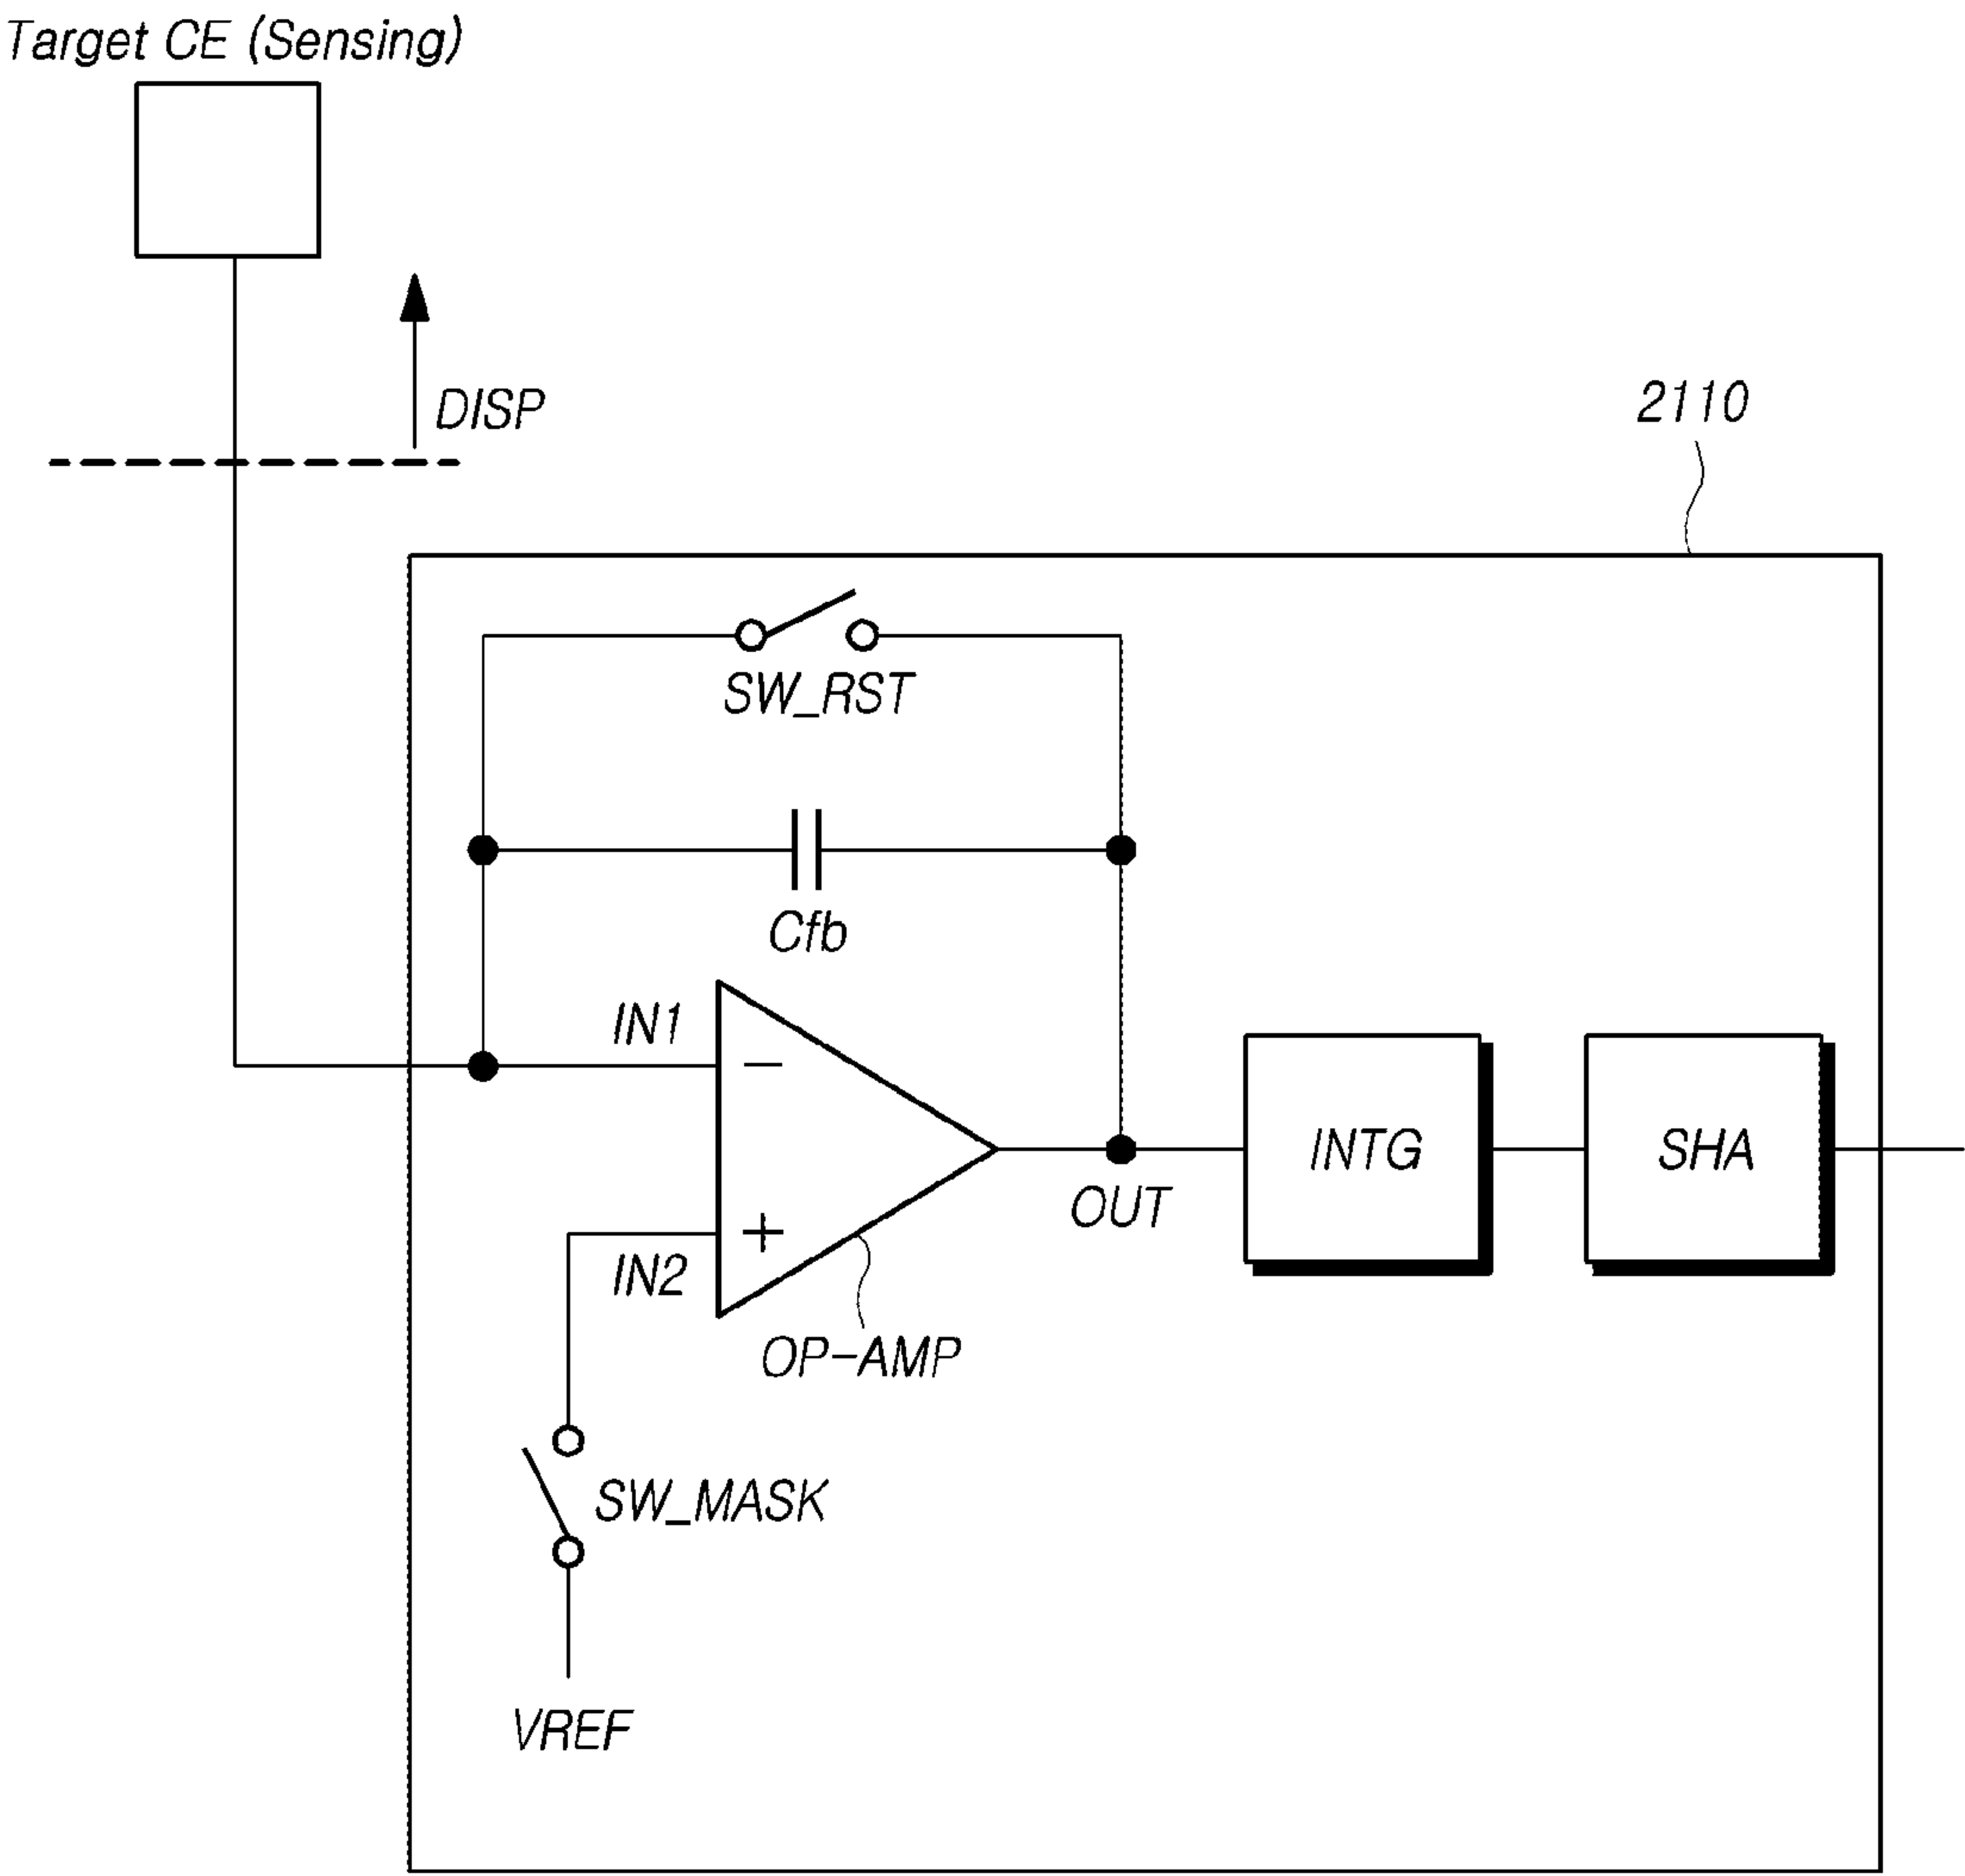 Target CE (Sensing)
DISP
2110
SW_RST
Cfb
IN1
−
INTG
SHA
OUT
+
IN2
OP-AMP
SW_MASK
VREF